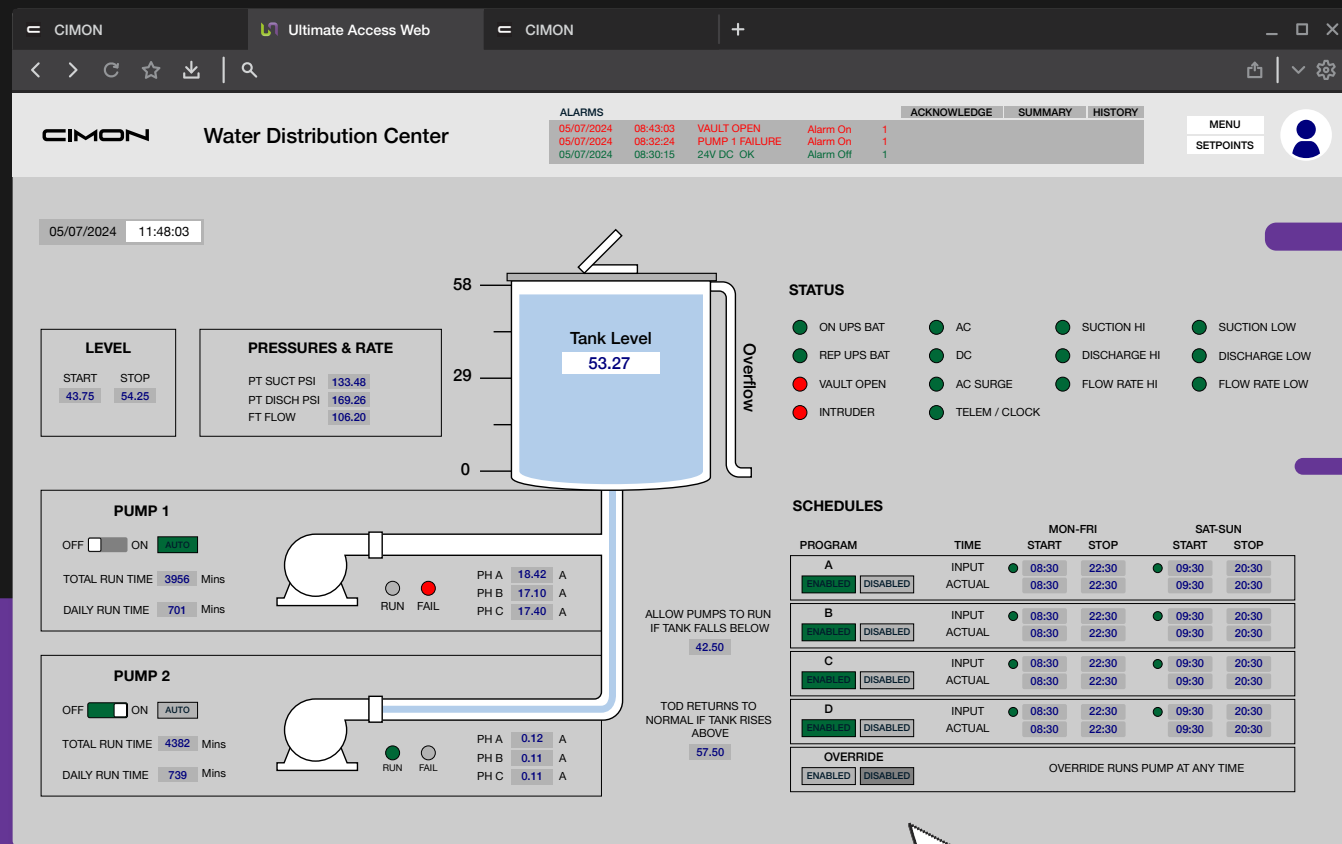 CIMON
Ultimate Access Web
CIMON
CIMON
Water Distribution Center
ALARMS
ACKNOWLEDGE SUMMARY HISTORY
05/07/2024 08:43:03 VAULT OPEN Alarm On 1
05/07/2024 08:32:24 PUMP 1 FAILURE Alarm On 1
05/07/2024 08:30:15 24V DC OK Alarm Off 1
MENU
SETPOINTS
05/07/2024 11:48:03
LEVEL
START STOP
43.75 54.25
PRESSURES & RATE
PT SUCT PSI 133.48
PT DISCH PSI 169.26
FT FLOW 106.20
58
29
0
Tank Level
53.27
Overflow
STATUS
ON UPS BAT AC SUCTION HI SUCTION LOW
REP UPS BAT DC DISCHARGE HI DISCHARGE LOW
VAULT OPEN AC SURGE FLOW RATE HI FLOW RATE LOW
INTRUDER TELEM / CLOCK
PUMP 1
OFF ON AUTO
TOTAL RUN TIME 3956 Mins
DAILY RUN TIME 701 Mins
RUN FAIL
PH A 18.42 A
PH B 17.10 A
PH C 17.40 A
PUMP 2
OFF ON AUTO
TOTAL RUN TIME 4382 Mins
DAILY RUN TIME 739 Mins
RUN FAIL
PH A 0.12 A
PH B 0.11 A
PH C 0.11 A
ALLOW PUMPS TO RUN
IF TANK FALLS BELOW
42.50
TOD RETURNS TO
NORMAL IF TANK RISES
ABOVE
57.50
SCHEDULES
MON-FRI SAT-SUN
PROGRAM TIME START STOP START STOP
A INPUT 08:30 22:30 09:30 20:30
ENABLED DISABLED ACTUAL 08:30 22:30 09:30 20:30
B INPUT 08:30 22:30 09:30 20:30
ENABLED DISABLED ACTUAL 08:30 22:30 09:30 20:30
C INPUT 08:30 22:30 09:30 20:30
ENABLED DISABLED ACTUAL 08:30 22:30 09:30 20:30
D INPUT 08:30 22:30 09:30 20:30
ENABLED DISABLED ACTUAL 08:30 22:30 09:30 20:30
OVERRIDE
ENABLED DISABLED OVERRIDE RUNS PUMP AT ANY TIME